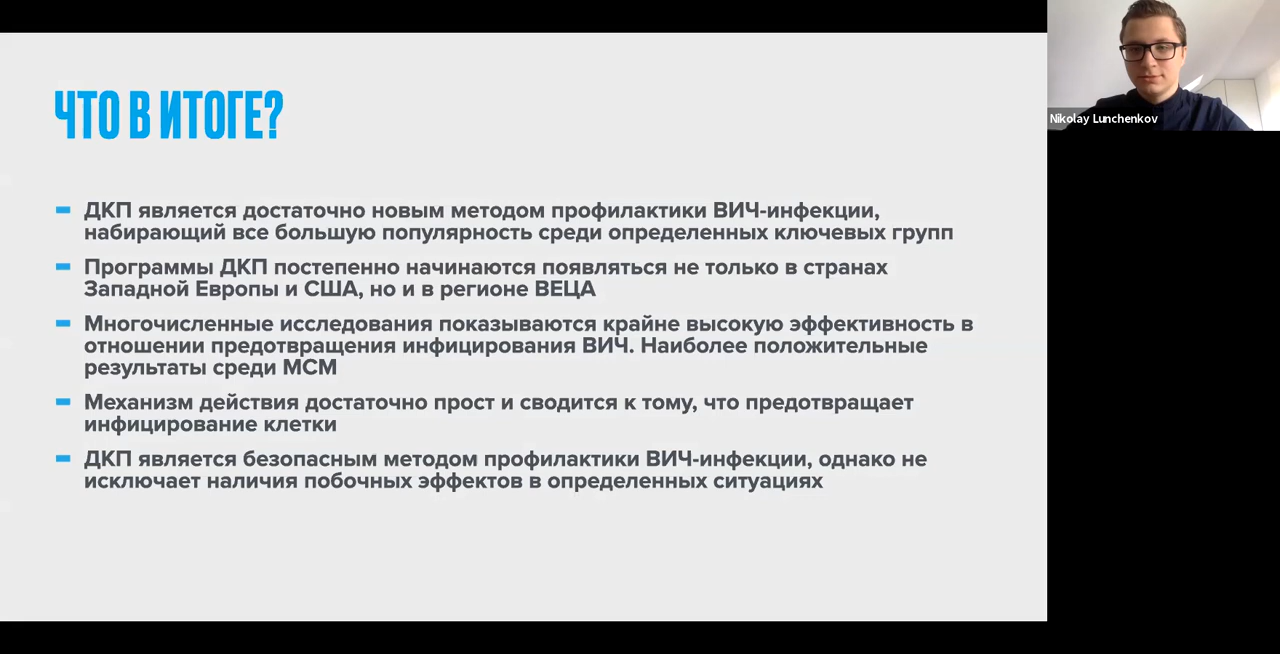 ЧТО В ИТОГЕ?
Nikolay Lunchenkov
ДКП является достаточно новым методом профилактики ВИЧ-инфекции,
набирающий все большую популярность среди определенных ключевых групп
Программы ДКП постепенно начинаются появляться не только в странах
Западной Европы и США, но и в регионе ВЕЦА
Многочисленные исследования показываются крайне высокую эффективность в
отношении предотвращения инфицирования ВИЧ. Наиболее положительные
результаты среди МСМ
Механизм действия достаточно прост и сводится к тому, что предотвращает
инфицирование клетки
ДКП является безопасным методом профилактики ВИЧ-инфекции, однако не
исключает наличия побочных эффектов в определенных ситуациях